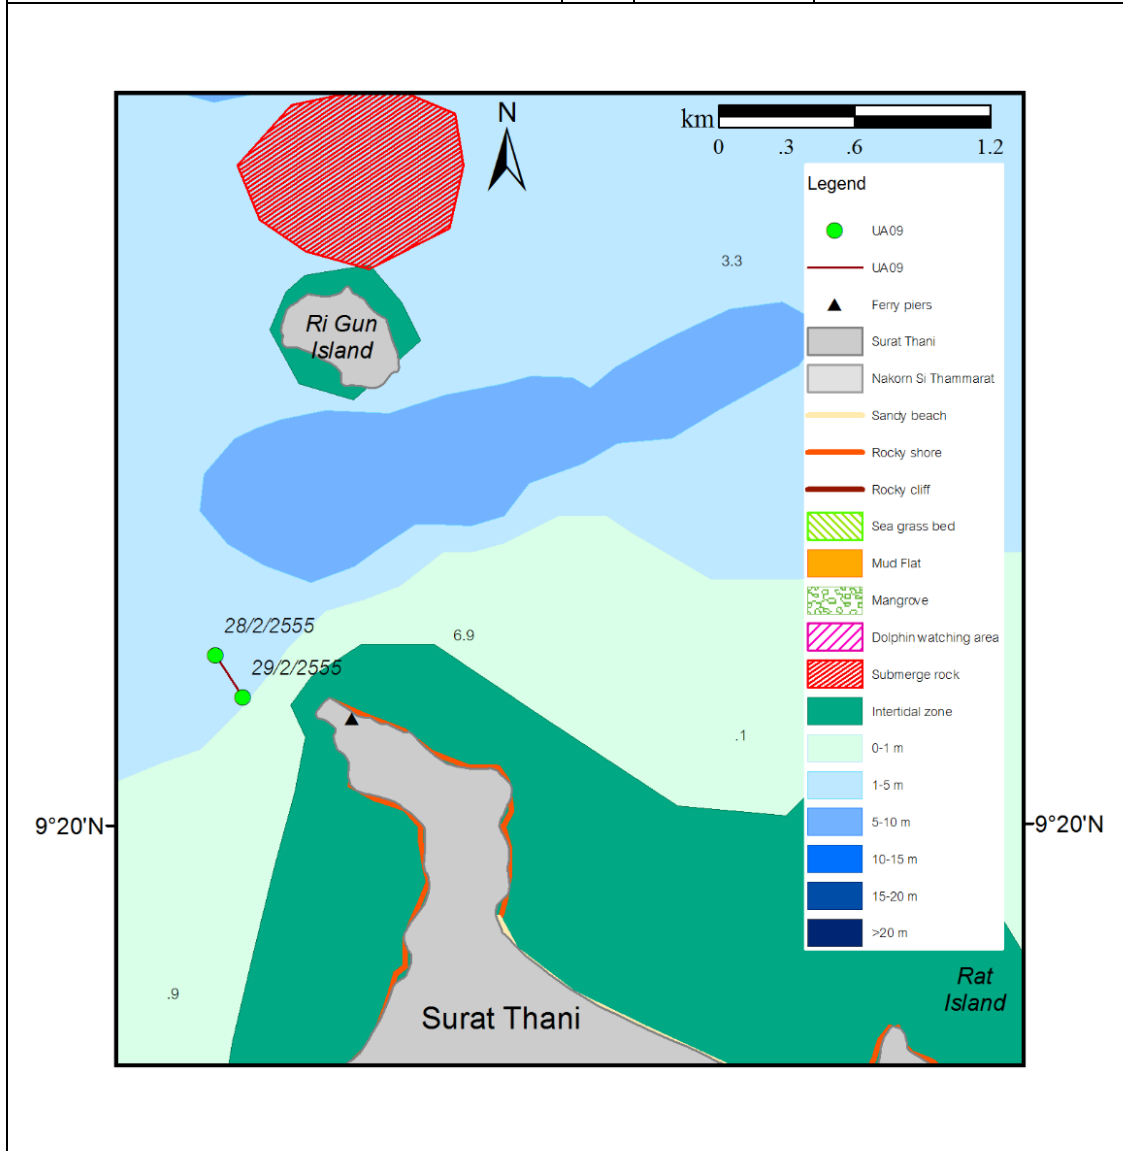 N
km
0 .3 .6 1.2
Legend
UA09
UA09
Ferry piers
Surat Thani
Nakorn Si Thammarat
Sandy beach
Rocky shore
Rocky cliff
Sea grass bed
Mud Flat
Mangrove
Dolphin watching area
Submerge rock
Intertidal zone
0-1 m
1-5 m
5-10 m
10-15 m
15-20 m
>20 m
3.3
Ri Gun
Island
28/2/2555
29/2/2555
6.9
.1
9°20'N
9°20'N
.9
Surat Thani
Rat
Island